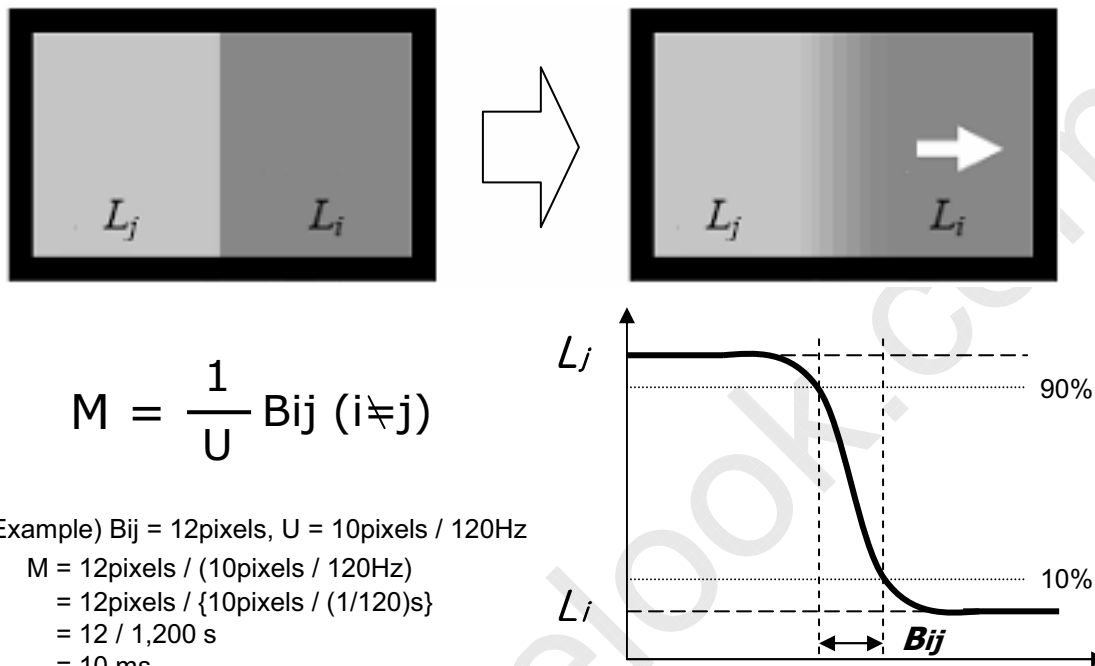 Lj Li
Lj Li
M = 1/U Bij (i≒j)
Example) Bij = 12pixels, U = 10pixels / 120Hz
M = 12pixels / (10pixels / 120Hz)
= 12pixels / {10pixels / (1/120)s}
= 12 / 1,200 s
= 10 ms
Lj
90%
10%
Li
Bij